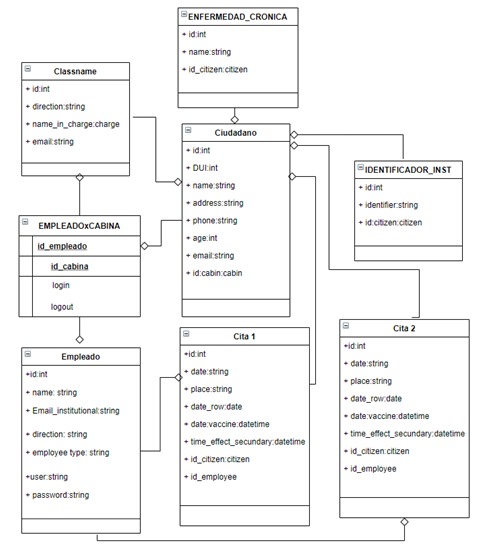 ENFERMEDAD_CRONICA
+ id:int
+ name:string
+ id_citizen:citizen
Classname
+ id:int
+ direction:string
+ name_in_charge:charge
+ email:string
Ciudadano
+ id:int
+ DUI:int
+ name:string
+ address:string
+ phone:string
+ age:int
+ email:string
+ id:cabin:cabin
IDENTIFICADOR_INST
+ id:int
+ identifier:string
+ id:citizen:citizen
EMPLEADOxCABINA
id_empleado
id_cabina
login
logout
Empleado
+id:int
+ name: string
+ Email_institutional:string
+ direction: string
+ employee type: string
+user:string
+ password:string
Cita 1
+id:int
+ date:string
+ place:string
+ date_row:date
+ date:vaccine:datetime
+ time_effect_secundary:datetime
+ id_citizen:citizen
+ id_employee
Cita 2
+id:int
+ date:string
+ place:string
+ date_row:date
+ date:vaccine:datetime
+ time_effect_secundary:datetime
+ id_citizen:citizen
+ id_employee